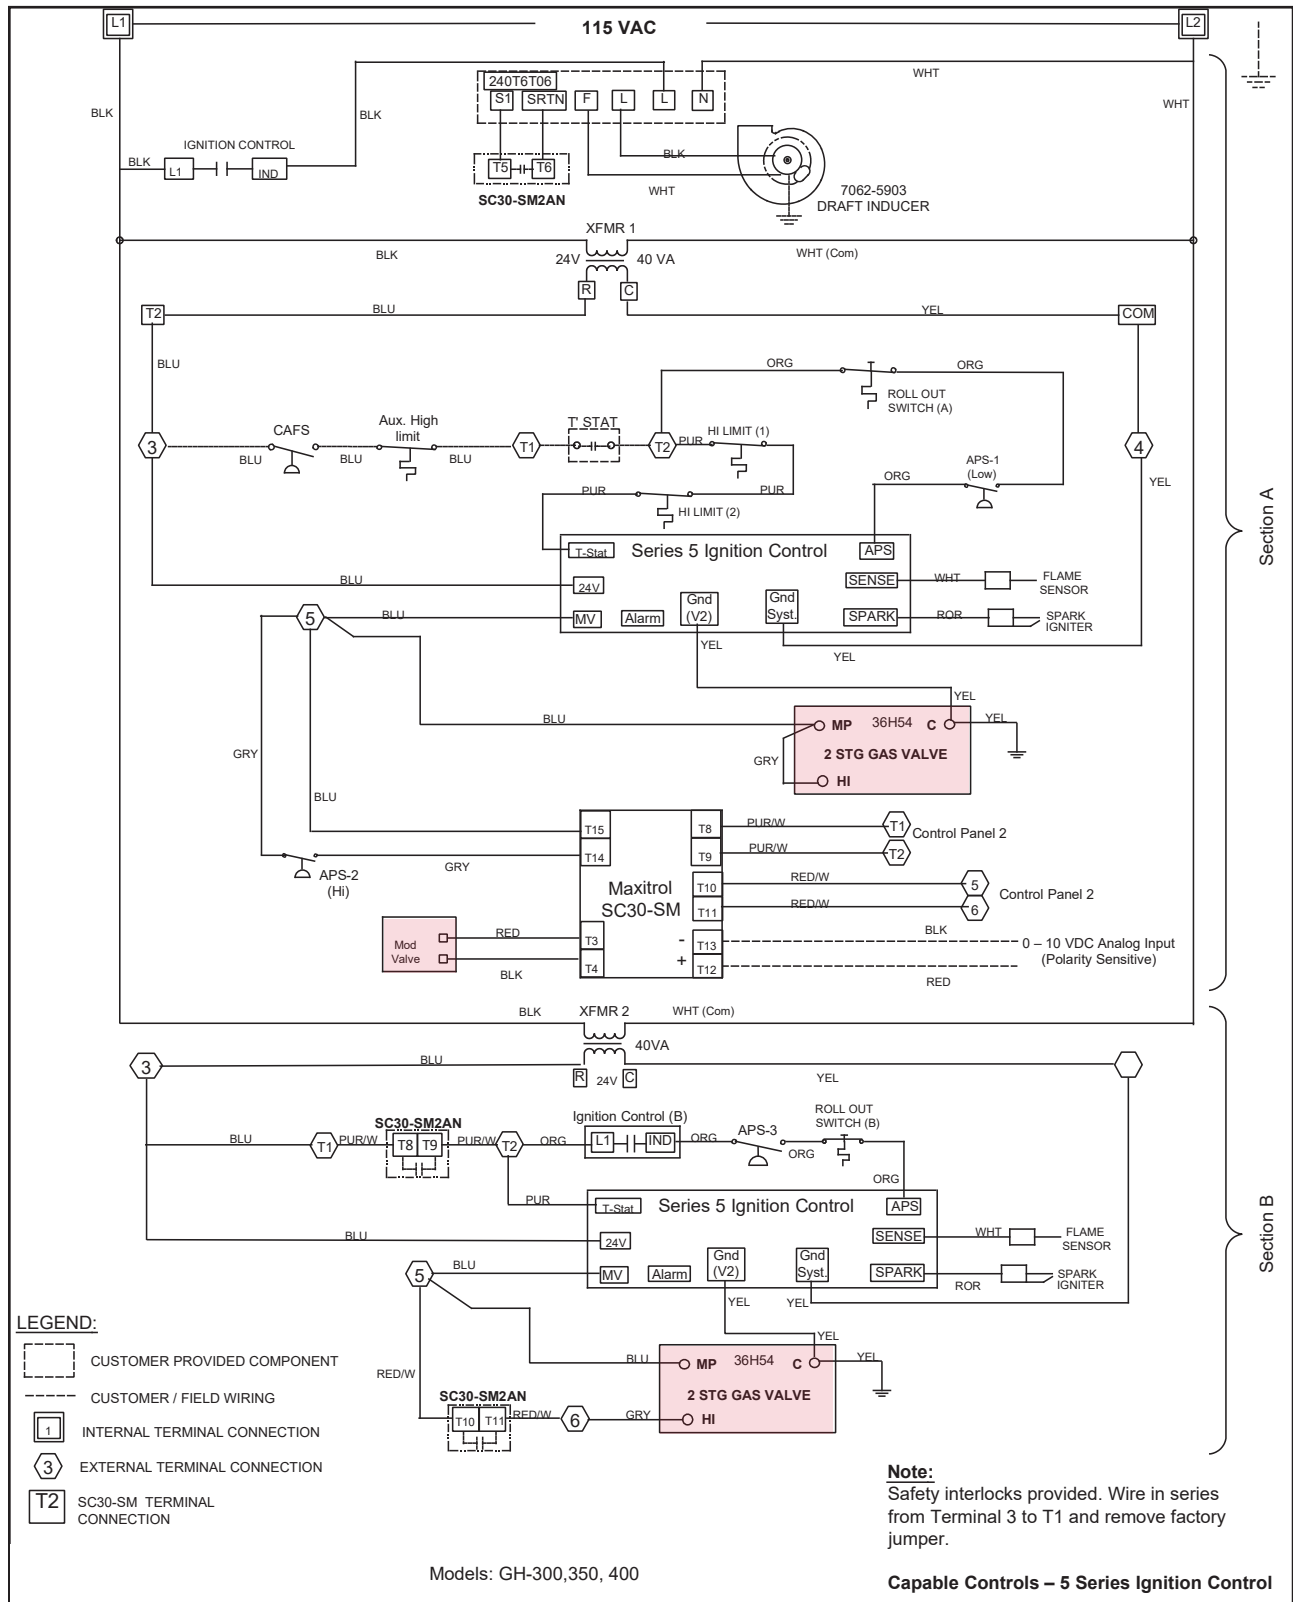 L1
115 VAC
L2
240T6T06
S1 SRTN F L L N
WHT
BLK
BLK
WHT
IGNITION CONTROL
BLK
L1
IND
T5 T6
SC30-SM2AN
BLK
WHT
7062-5903
DRAFT INDUCER
XFMR 1
BLK
24V
40 VA
WHT (Com)
R
C
T2
BLU
YEL
COM
BLU
ORG
ORG
ROLL OUT
SWITCH (A)
3
CAFS
Aux. High
limit
T1
T' STAT
T2
PUR
HI LIMIT (1)
4
BLU
BLU
BLU
APS-1
(Low)
ORG
YEL
PUR
PUR
HI LIMIT (2)
Section A
T-Stat
Series 5 Ignition Control
APS
BLU
24V
SENSE
WHT
FLAME
SENSOR
5
BLU
MV
Alarm
Gnd
(V2)
Gnd
Syst.
SPARK
ROR
SPARK
IGNITER
YEL
YEL
YEL
BLU
MP
36H54
C
YEL
2 STG GAS VALVE
GRY
HI
GRY
BLU
T15
T8
PUR/W
T1
Control Panel 2
T14
T9
PUR/W
T2
GRY
APS-2
(Hi)
Maxitrol
SC30-SM
T10
RED/W
5
Control Panel 2
T11
RED/W
6
Mod
Valve
RED
T3
-
T13
BLK
0 – 10 VDC Analog Input
(Polarity Sensitive)
BLK
T4
+
T12
RED
BLK
XFMR 2
WHT (Com)
40VA
3
BLU
R
24V
C
YEL
SC30-SM2AN
Ignition Control (B)
ROLL OUT
SWITCH (B)
BLU
T1
PUR/W
T8 T9
PUR/W
T2
ORG
L1
IND
ORG
APS-3
ORG
ORG
PUR
T-Stat
Series 5 Ignition Control
APS
BLU
24V
SENSE
WHT
FLAME
SENSOR
Section B
5
BLU
MV
Alarm
Gnd
(V2)
Gnd
Syst.
SPARK
ROR
SPARK
IGNITER
YEL
YEL
YEL
BLU
MP
36H54
C
YEL
2 STG GAS VALVE
RED/W
SC30-SM2AN
T10 T11
RED/W
6
GRY
HI
LEGEND:
CUSTOMER PROVIDED COMPONENT
CUSTOMER / FIELD WIRING
1
INTERNAL TERMINAL CONNECTION
3
EXTERNAL TERMINAL CONNECTION
T2
SC30-SM TERMINAL
CONNECTION
Note:
Safety interlocks provided. Wire in series
from Terminal 3 to T1 and remove factory
jumper.
Models: GH-300,350, 400
Capable Controls – 5 Series Ignition Control